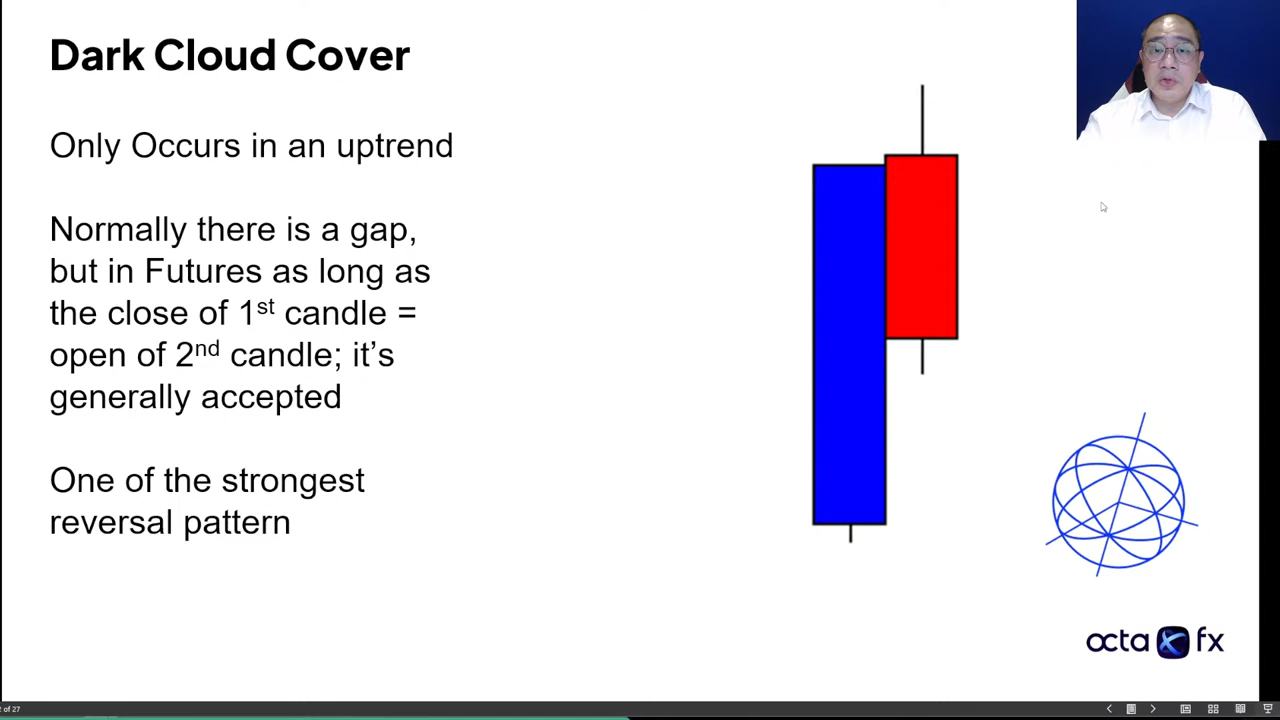 Dark Cloud Cover
Only Occurs in an uptrend
Normally there is a gap,
but in Futures as long as
the close of 1st candle =
open of 2nd candle; it's
generally accepted
One of the strongest
reversal pattern
octa fx
of 27